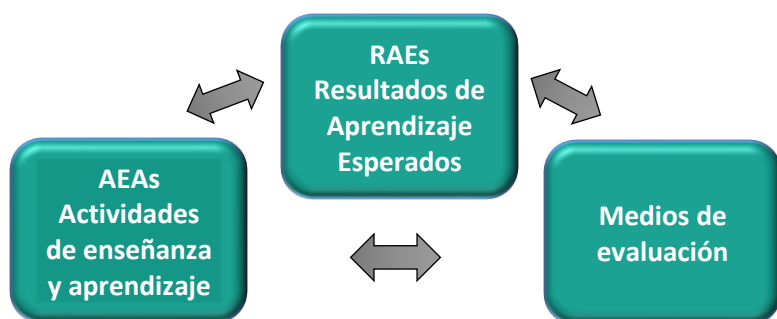 RAEs
Resultados de
Aprendizaje
Esperados
AEAs
Actividades
de enseñanza
y aprendizaje
Medios de
evaluación